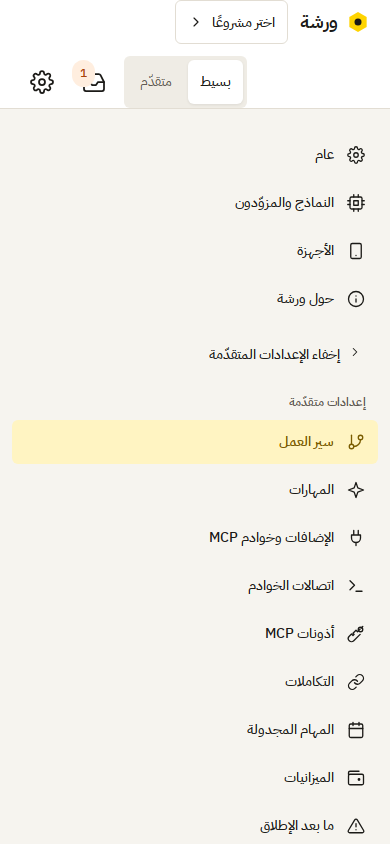 ورشة
اختر مشروعًا
بسيط
متقدّم
1
عام
النماذج والمزوّدون
الأجهزة
حول ورشة
إخفاء الإعدادات المتقدّمة
إعدادات متقدّمة
سير العمل
المهارات
الإضافات وخوادم MCP
اتصالات الخوادم
أذونات MCP
التكاملات
المهام المجدولة
الميزانيات
ما بعد الإطلاق